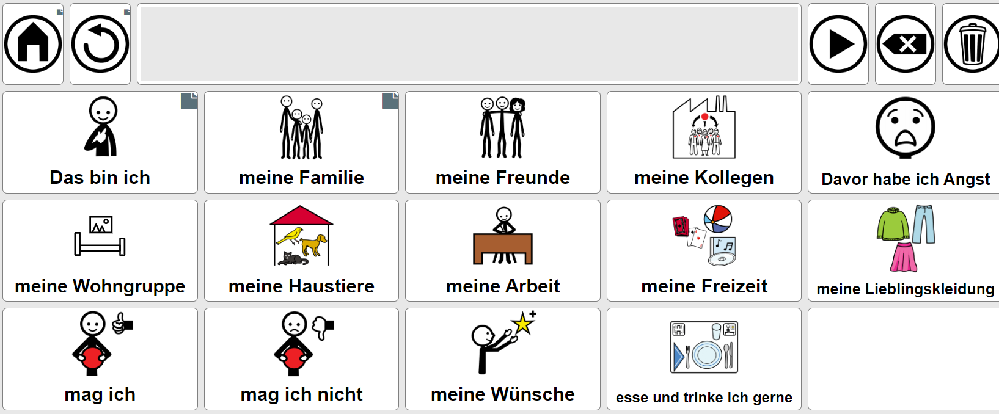 Das bin ich
meine Familie
meine Freunde
meine Kollegen
Davor habe ich Angst
meine Wohngruppe
meine Haustiere
meine Arbeit
meine Freizeit
meine Lieblingskleidung
mag ich
mag ich nicht
meine Wünsche
esse und trinke ich gerne